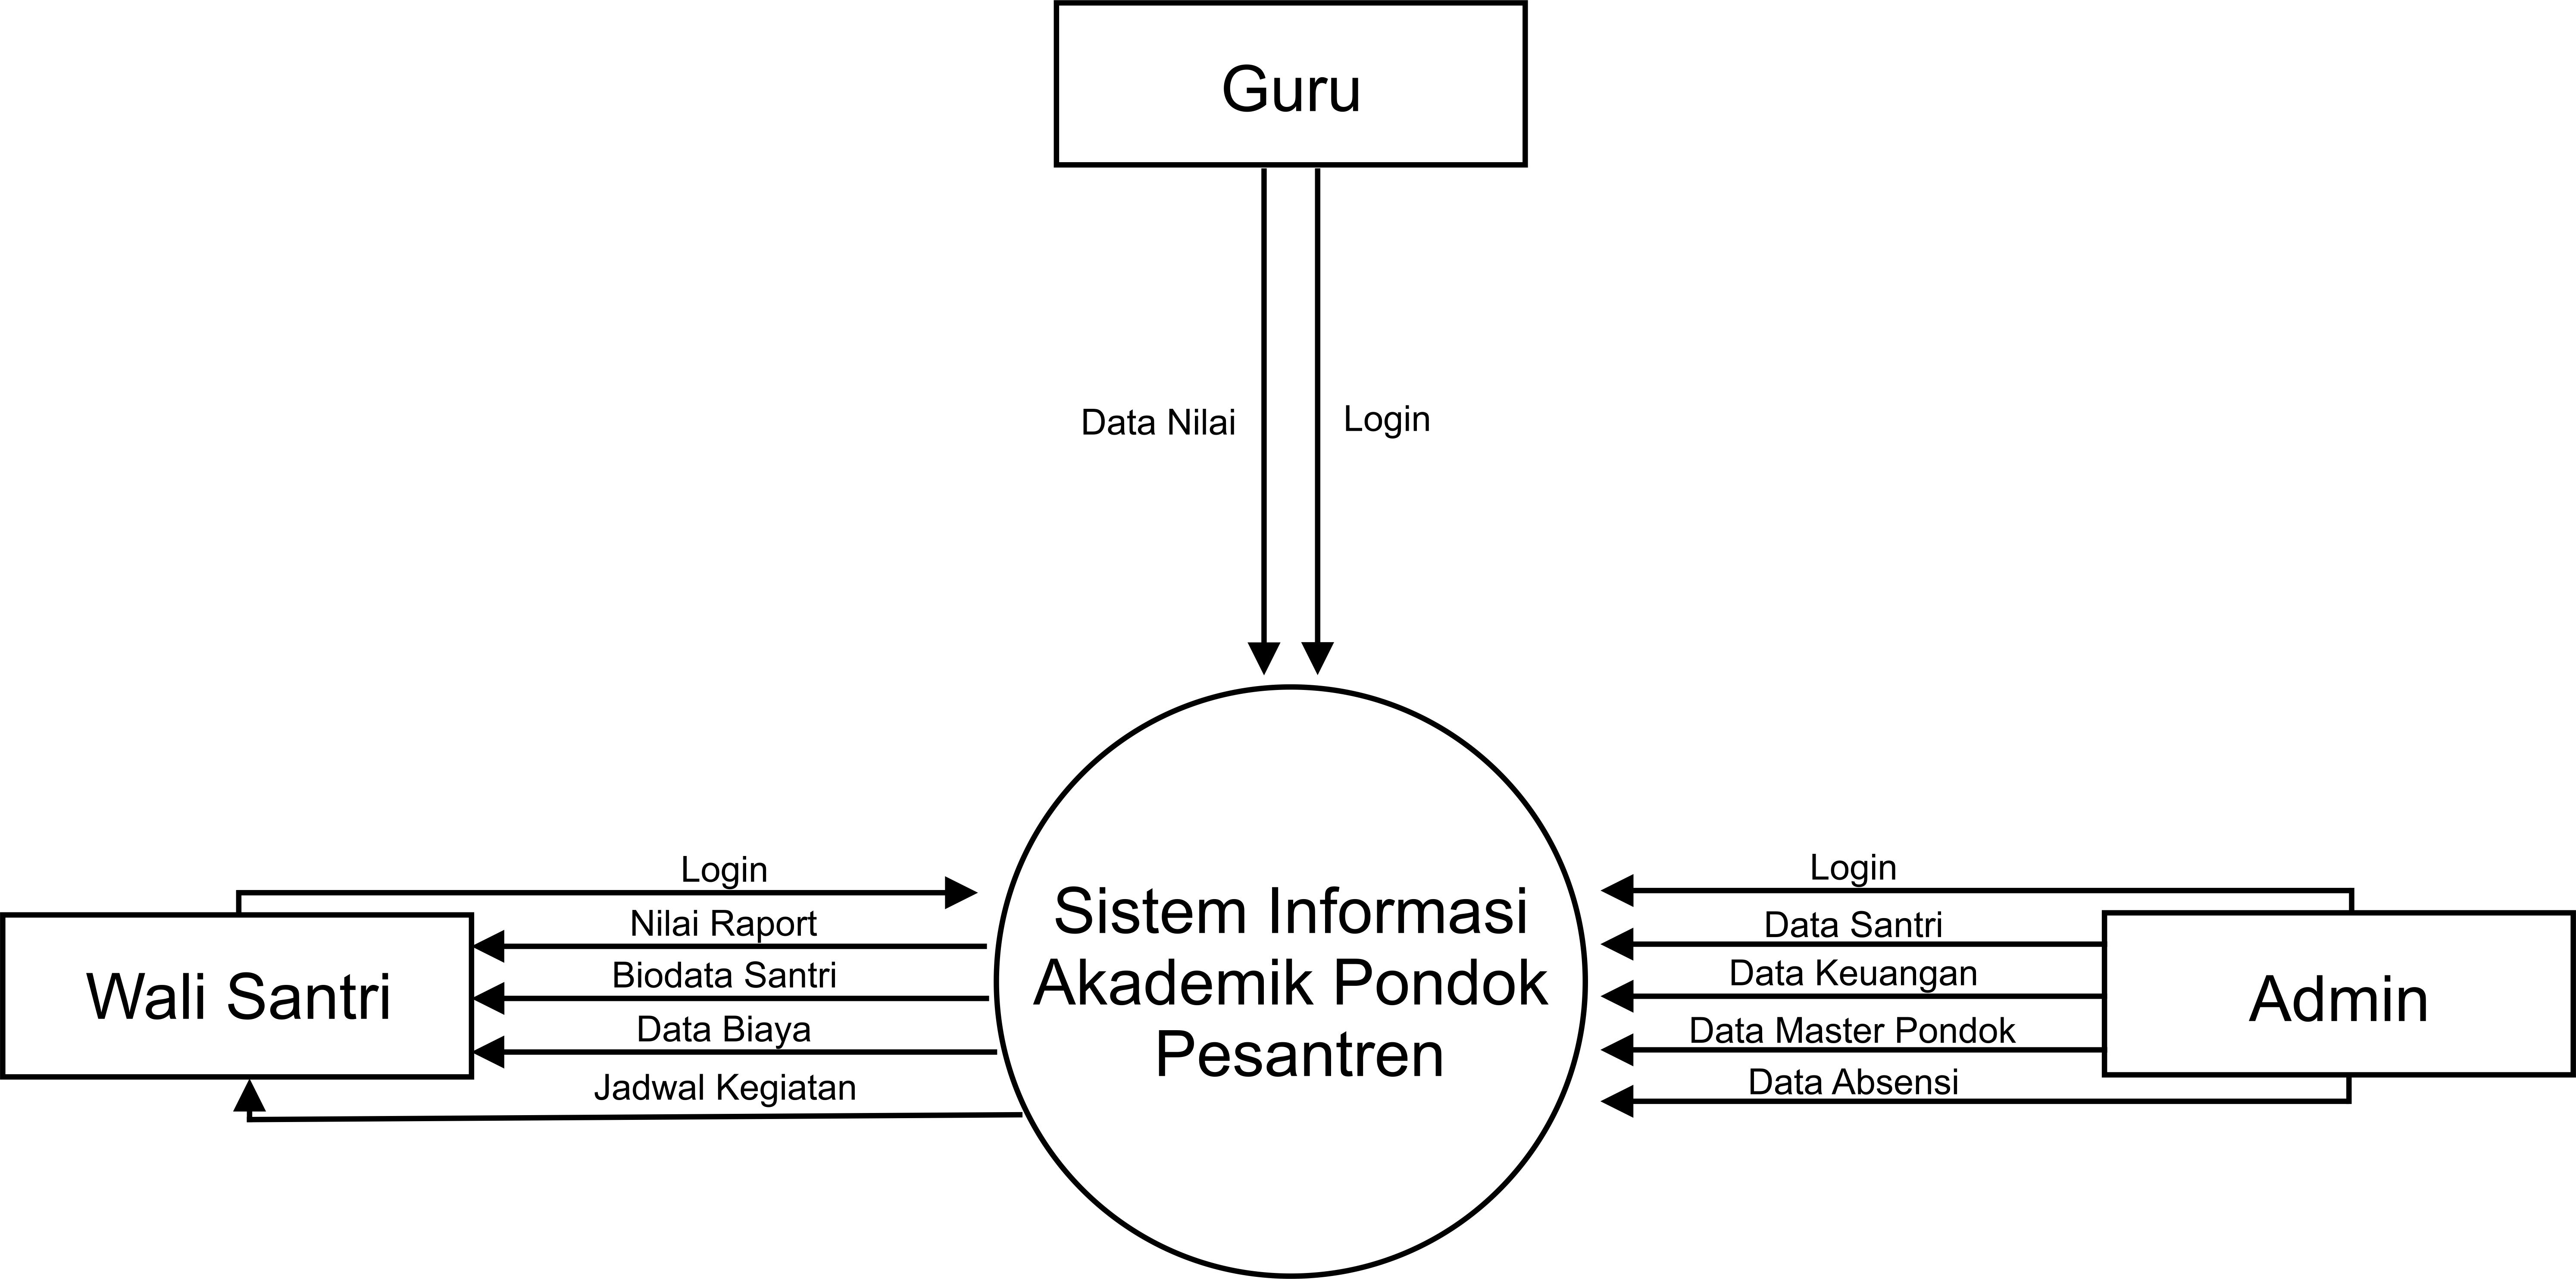 Guru
Data Nilai
Login
Login
Nilai Raport
Biodata Santri
Data Biaya
Jadwal Kegiatan
Wali Santri
Sistem Informasi
Akademik Pondok
Pesantren
Login
Data Santri
Data Keuangan
Data Master Pondok
Data Absensi
Admin